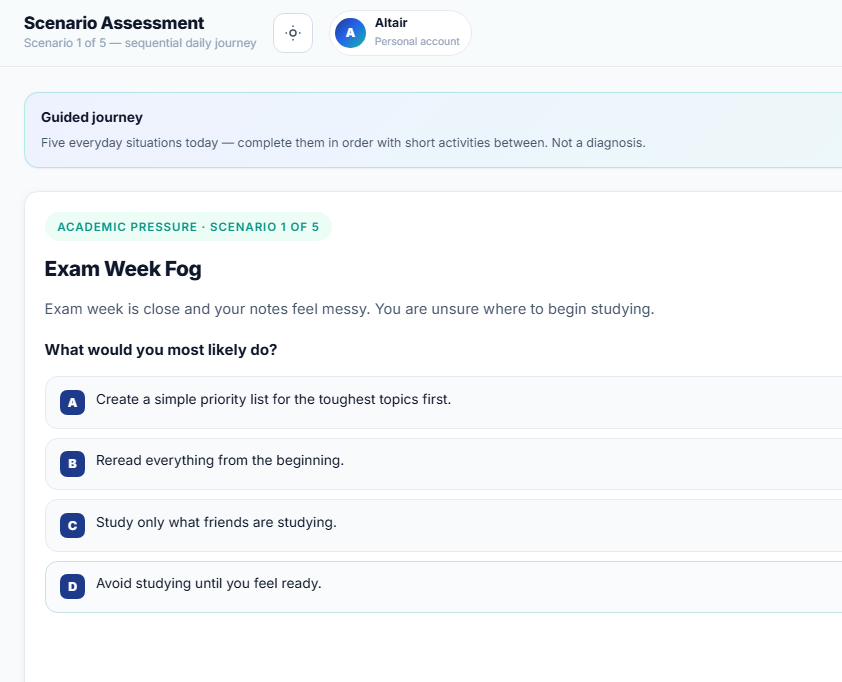 Scenario Assessment
Scenario 1 of 5 — sequential daily journey
A
Altair
Personal account
Guided journey
Five everyday situations today — complete them in order with short activities between. Not a diagnosis.
ACADEMIC PRESSURE · SCENARIO 1 OF 5
Exam Week Fog
Exam week is close and your notes feel messy. You are unsure where to begin studying.
What would you most likely do?
A Create a simple priority list for the toughest topics first.
B Reread everything from the beginning.
C Study only what friends are studying.
D Avoid studying until you feel ready.